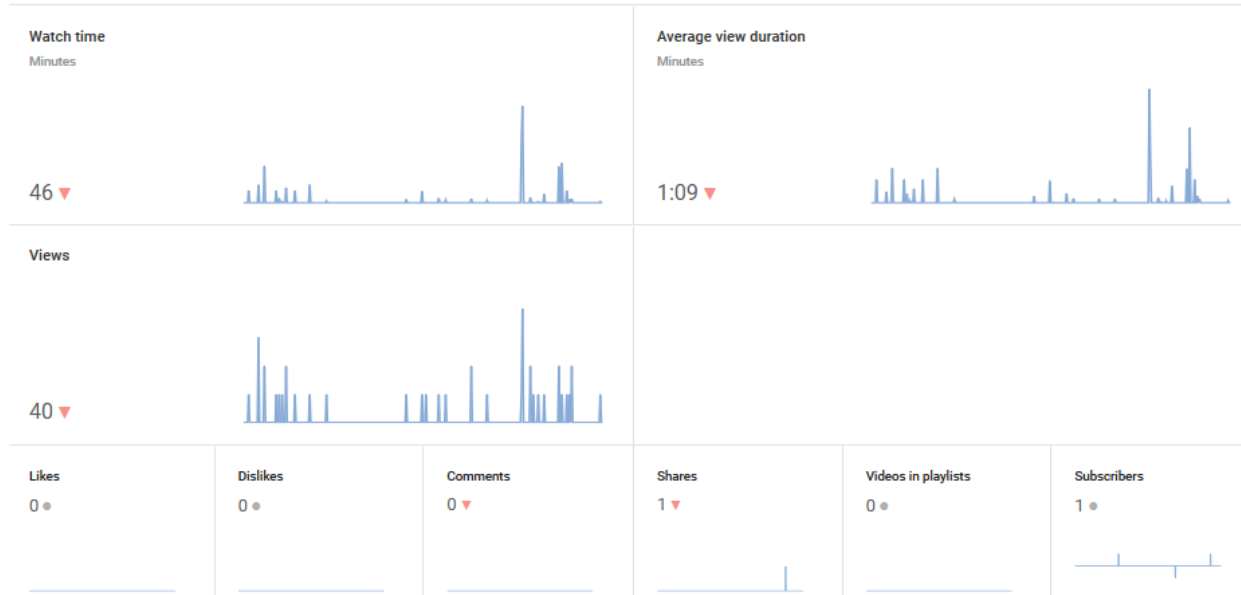 Watch time
Minutes
46
Average view duration
Minutes
1:09
Views
40
Likes
0
Dislikes
0
Comments
0
Shares
1
Videos in playlists
0
Subscribers
1